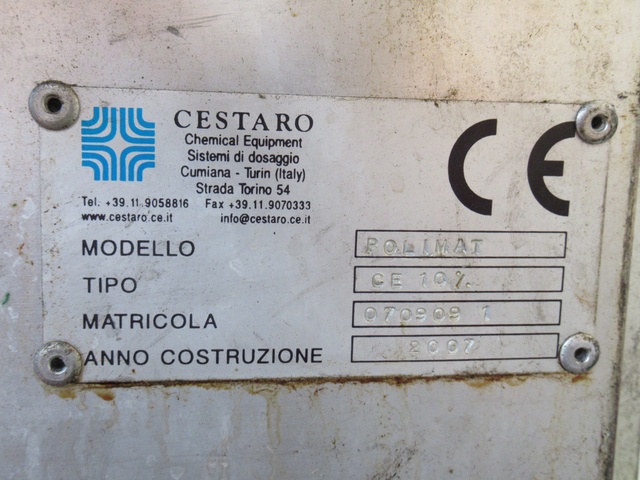 CESTARO
Chemical Equipment
Sistemi di dosaggio
Cumiana - Turin (Italy)
Strada Torino 54
Tel. +39.11.9058816 Fax +39.11.9070333
www.cestaro.ce.it info@cestaro.ce.it
CE
MODELLO POLIMAT
TIPO CE 10%
MATRICOLA 070909 1
ANNO COSTRUZIONE 2007